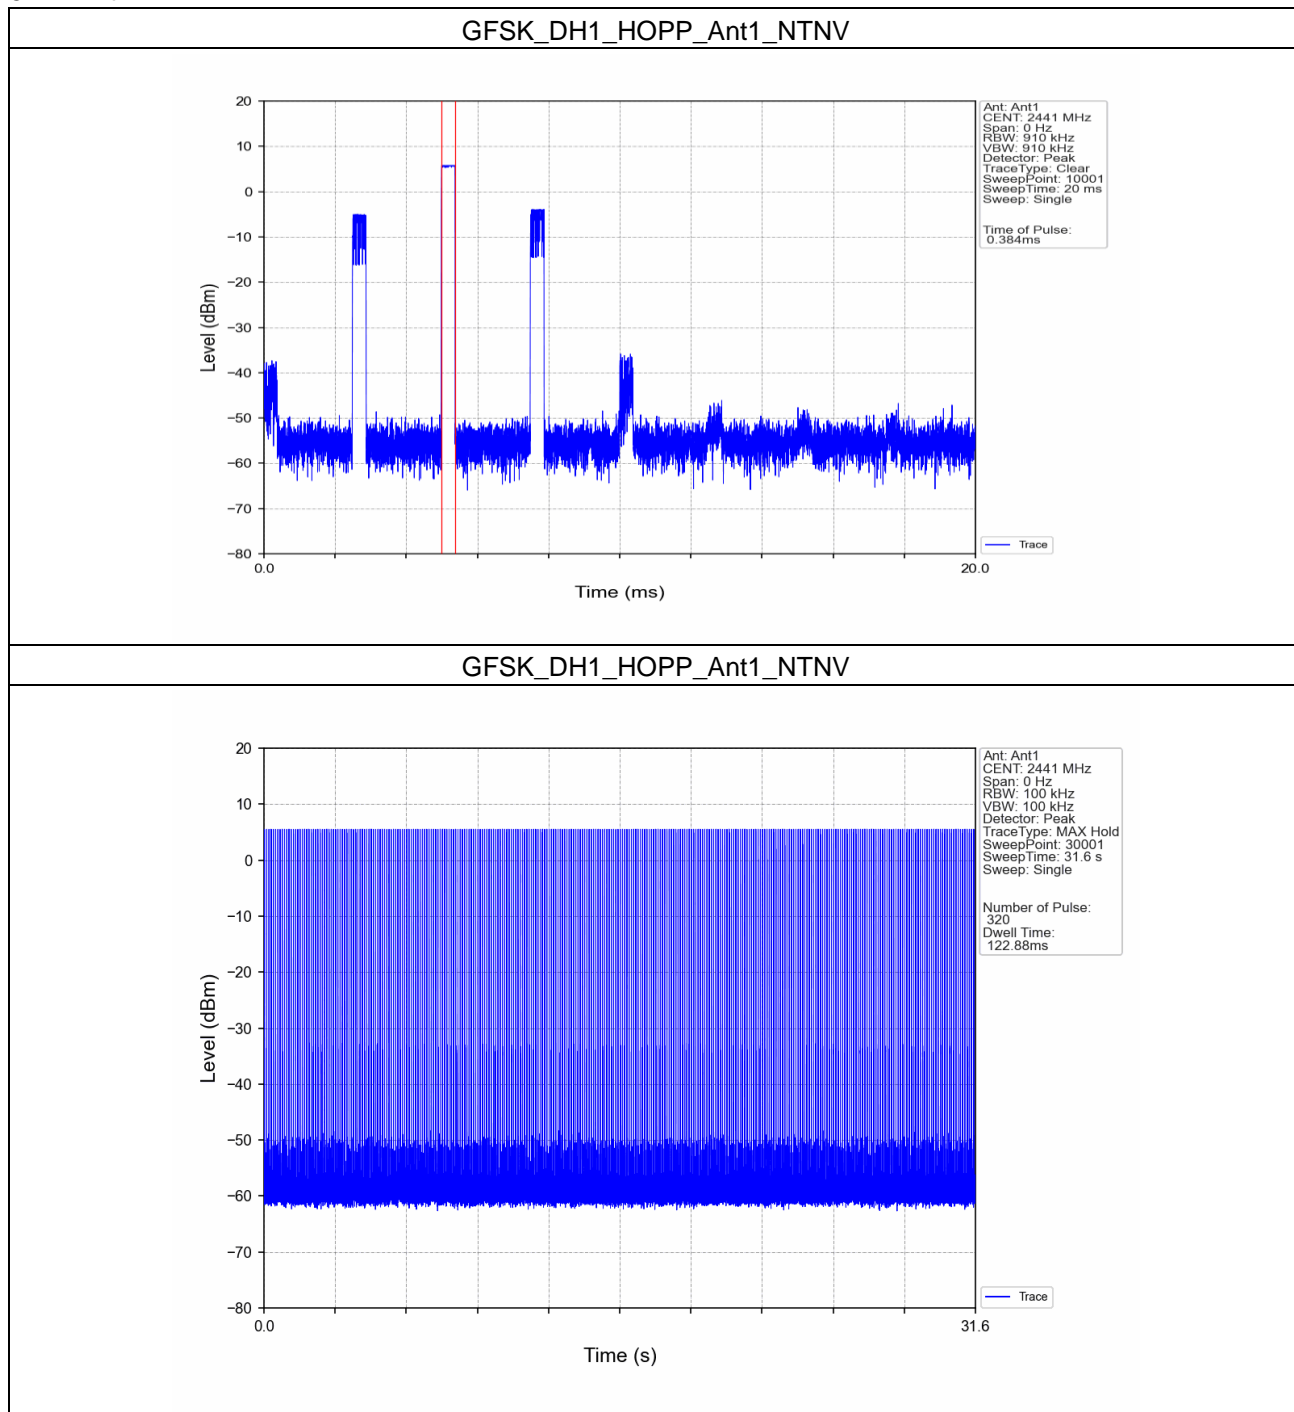 GFSK_DH1_HOPP_Ant1_NTNV
20
10
0
−10
−20
−30
−40
−50
−60
−70
−80
Level (dBm)
0.0
20.0
Time (ms)
Ant: Ant1
CENT: 2441 MHz
Span: 0 Hz
RBW: 910 kHz
VBW: 910 kHz
Detector: Peak
TraceType: Clear
SweepPoint: 10001
SweepTime: 20 ms
Sweep: Single
Time of Pulse:
0.384ms
Trace
GFSK_DH1_HOPP_Ant1_NTNV
20
10
0
−10
−20
−30
−40
−50
−60
−70
−80
Level (dBm)
0.0
31.6
Time (s)
Ant: Ant1
CENT: 2441 MHz
Span: 0 Hz
RBW: 100 kHz
VBW: 100 kHz
Detector: Peak
TraceType: MAX Hold
SweepPoint: 30001
SweepTime: 31.6 s
Sweep: Single
Number of Pulse:
320
Dwell Time:
122.88ms
Trace